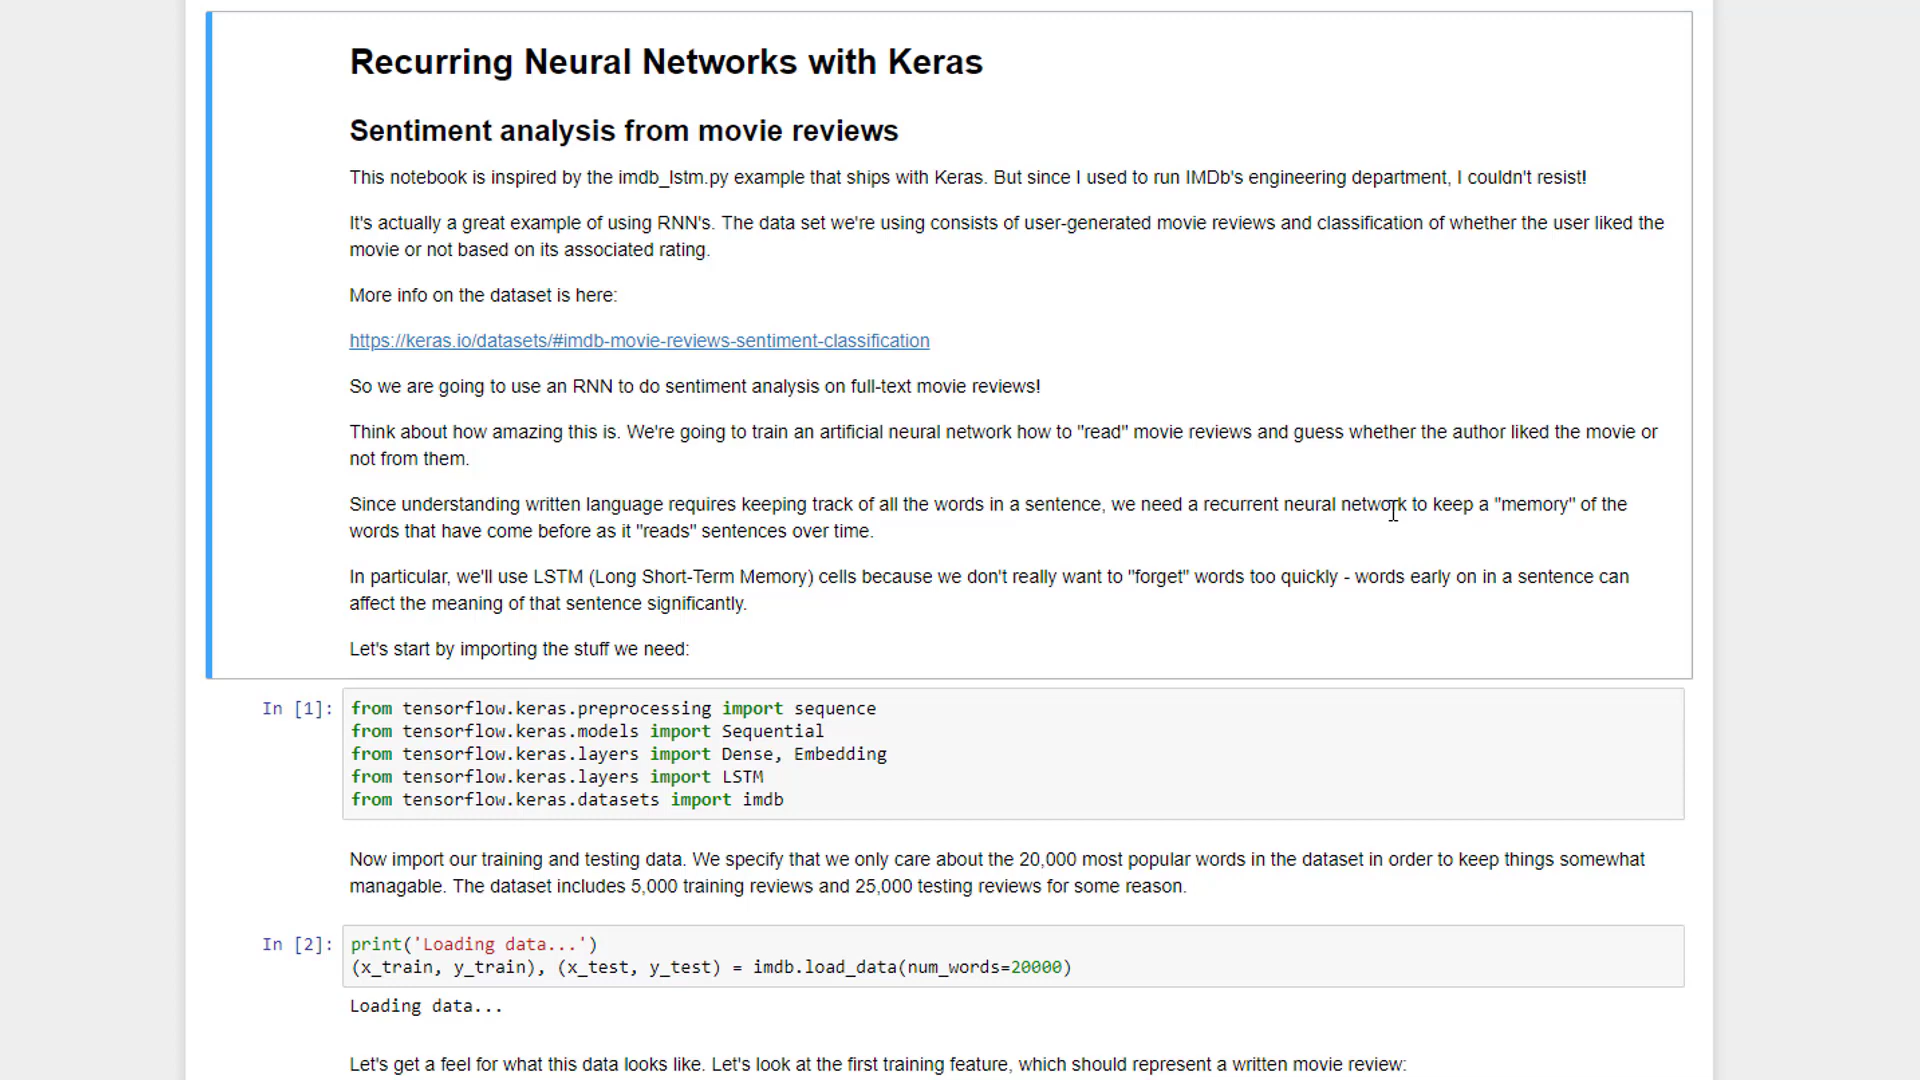 Recurring Neural Networks with Keras
Sentiment analysis from movie reviews
This notebook is inspired by the imdb_lstm.py example that ships with Keras. But since I used to run IMDb's engineering department, I couldn't resist!
It's actually a great example of using RNN's. The data set we're using consists of user-generated movie reviews and classification of whether the user liked the
movie or not based on its associated rating.
More info on the dataset is here:
https://keras.io/datasets/#imdb-movie-reviews-sentiment-classification
So we are going to use an RNN to do sentiment analysis on full-text movie reviews!
Think about how amazing this is. We're going to train an artificial neural network how to "read" movie reviews and guess whether the author liked the movie or
not from them.
Since understanding written language requires keeping track of all the words in a sentence, we need a recurrent neural network to keep a "memory" of the
words that have come before as it "reads" sentences over time.
In particular, we'll use LSTM (Long Short-Term Memory) cells because we don't really want to "forget" words too quickly - words early on in a sentence can
affect the meaning of that sentence significantly.
Let's start by importing the stuff we need:
In [1]: from tensorflow.keras.preprocessing import sequence
from tensorflow.keras.models import Sequential
from tensorflow.keras.layers import Dense, Embedding
from tensorflow.keras.layers import LSTM
from tensorflow.keras.datasets import imdb
Now import our training and testing data. We specify that we only care about the 20,000 most popular words in the dataset in order to keep things somewhat
managable. The dataset includes 5,000 training reviews and 25,000 testing reviews for some reason.
In [2]: print('Loading data...')
(x_train, y_train), (x_test, y_test) = imdb.load_data(num_words=20000)
Loading data...
Let's get a feel for what this data looks like. Let's look at the first training feature, which should represent a written movie review: